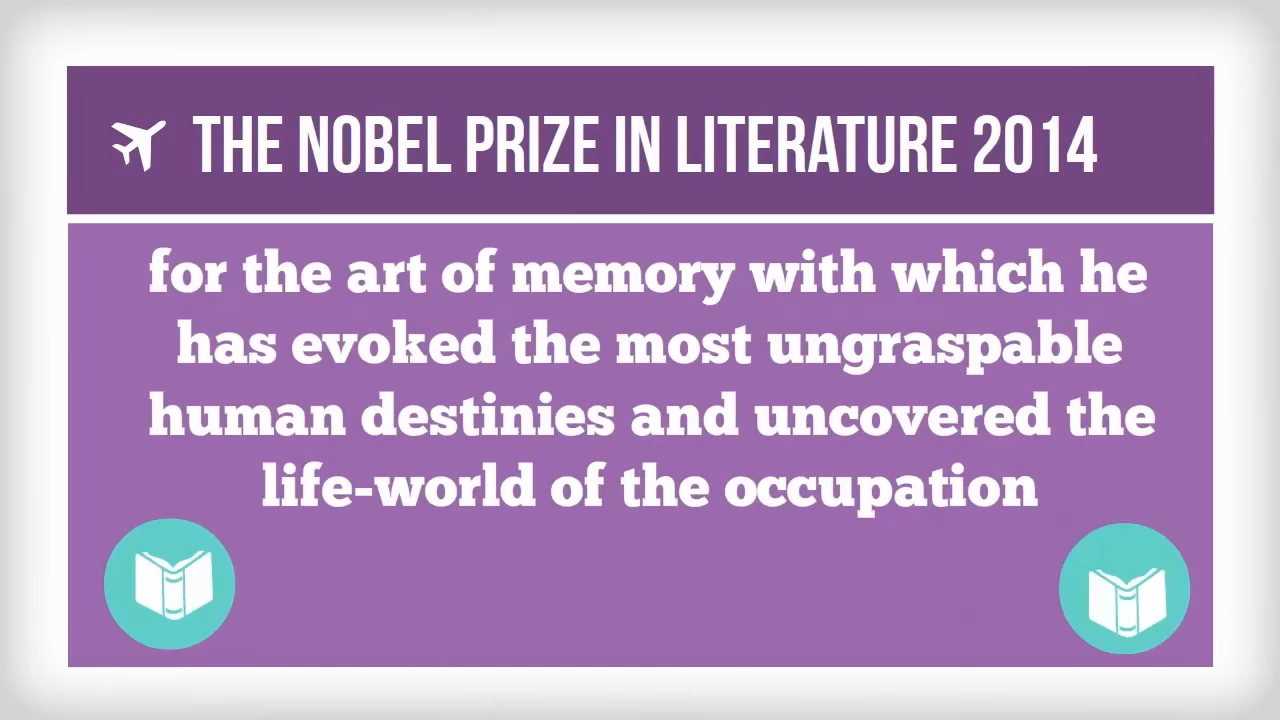 THE NOBEL PRIZE IN LITERATURE 2014
for the art of memory with which he
has evoked the most ungraspable
human destinies and uncovered the
life-world of the occupation